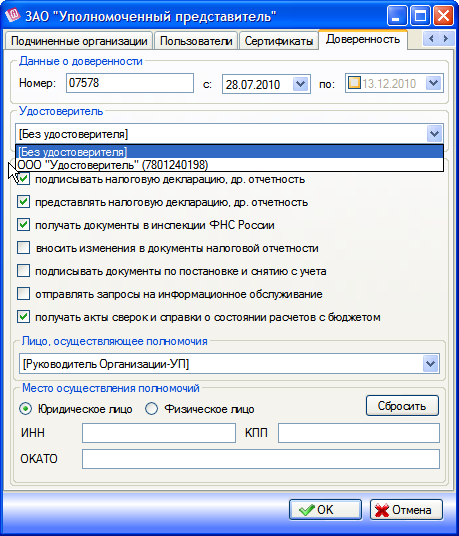 ЗАО "Уполномоченный представитель"
Подчиненные организации Пользователи Сертификаты Доверенность
Данные о доверенности
Номер: 07578 с: 28.07.2010 по: 13.12.2010
Удостоверитель
[Без удостоверителя]
[Без удостоверителя]
ООО "Удостоверитель" (7801240198)
подписывать налоговую декларацию, др. отчетность
представлять налоговую декларацию, др. отчетность
получать документы в инспекции ФНС России
вносить изменения в документы налоговой отчетности
подписывать документы по постановке и снятию с учета
отправлять запросы на информационное обслуживание
получать акты сверок и справки о состоянии расчетов с бюджетом
Лицо, осуществляющее полномочия
[Руководитель Организации-УП]
Место осуществления полномочий
Юридическое лицо Физическое лицо Сбросить
ИНН КПП
ОКАТО
OK Отмена